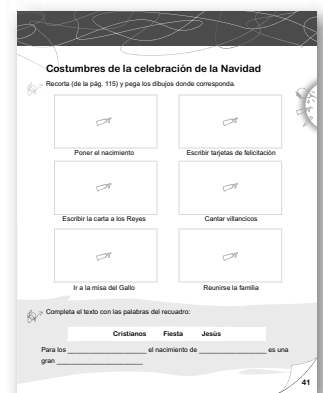 Costumbres de la celebración de la Navidad
Recorta (de la pág. 115) y pega los dibujos donde corresponda.
Poner el nacimiento
Escribir tarjetas de felicitación
Escribir la carta a los Reyes
Cantar villancicos
Ir a la misa del Gallo
Reunirse la familia
Completa el texto con las palabras del recuadro:
Cristianos Fiesta Jesús
Para los ______________________ el nacimiento de ___________________ es una
gran ________________________
41